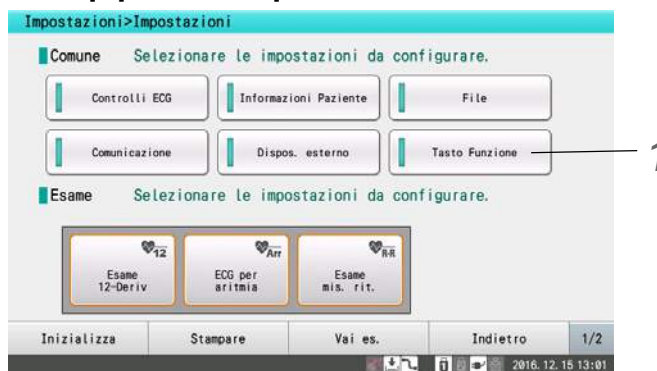 Impostazioni>Impostazioni
Comune Selezionare le impostazioni da configurare.
Controlli ECG Informazioni Paziente File
Comunicazione Dispos. esterno Tasto Funzione
Esame Selezionare le impostazioni da configurare.
12 Arr R-R
Esame ECG per Esame
12-Deriv aritmia mis. rit.
Inizializza Stampare Vai es. Indietro 1/2
2016. 12. 15 13:01